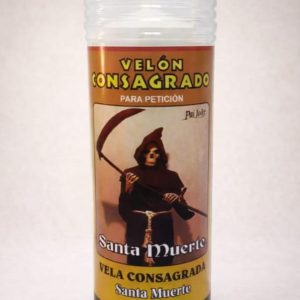 VELÓN
CONSAGRADO
PARA PETICIÓN
Santa Muerte
VELA CONSAGRADA
Santa Muerte